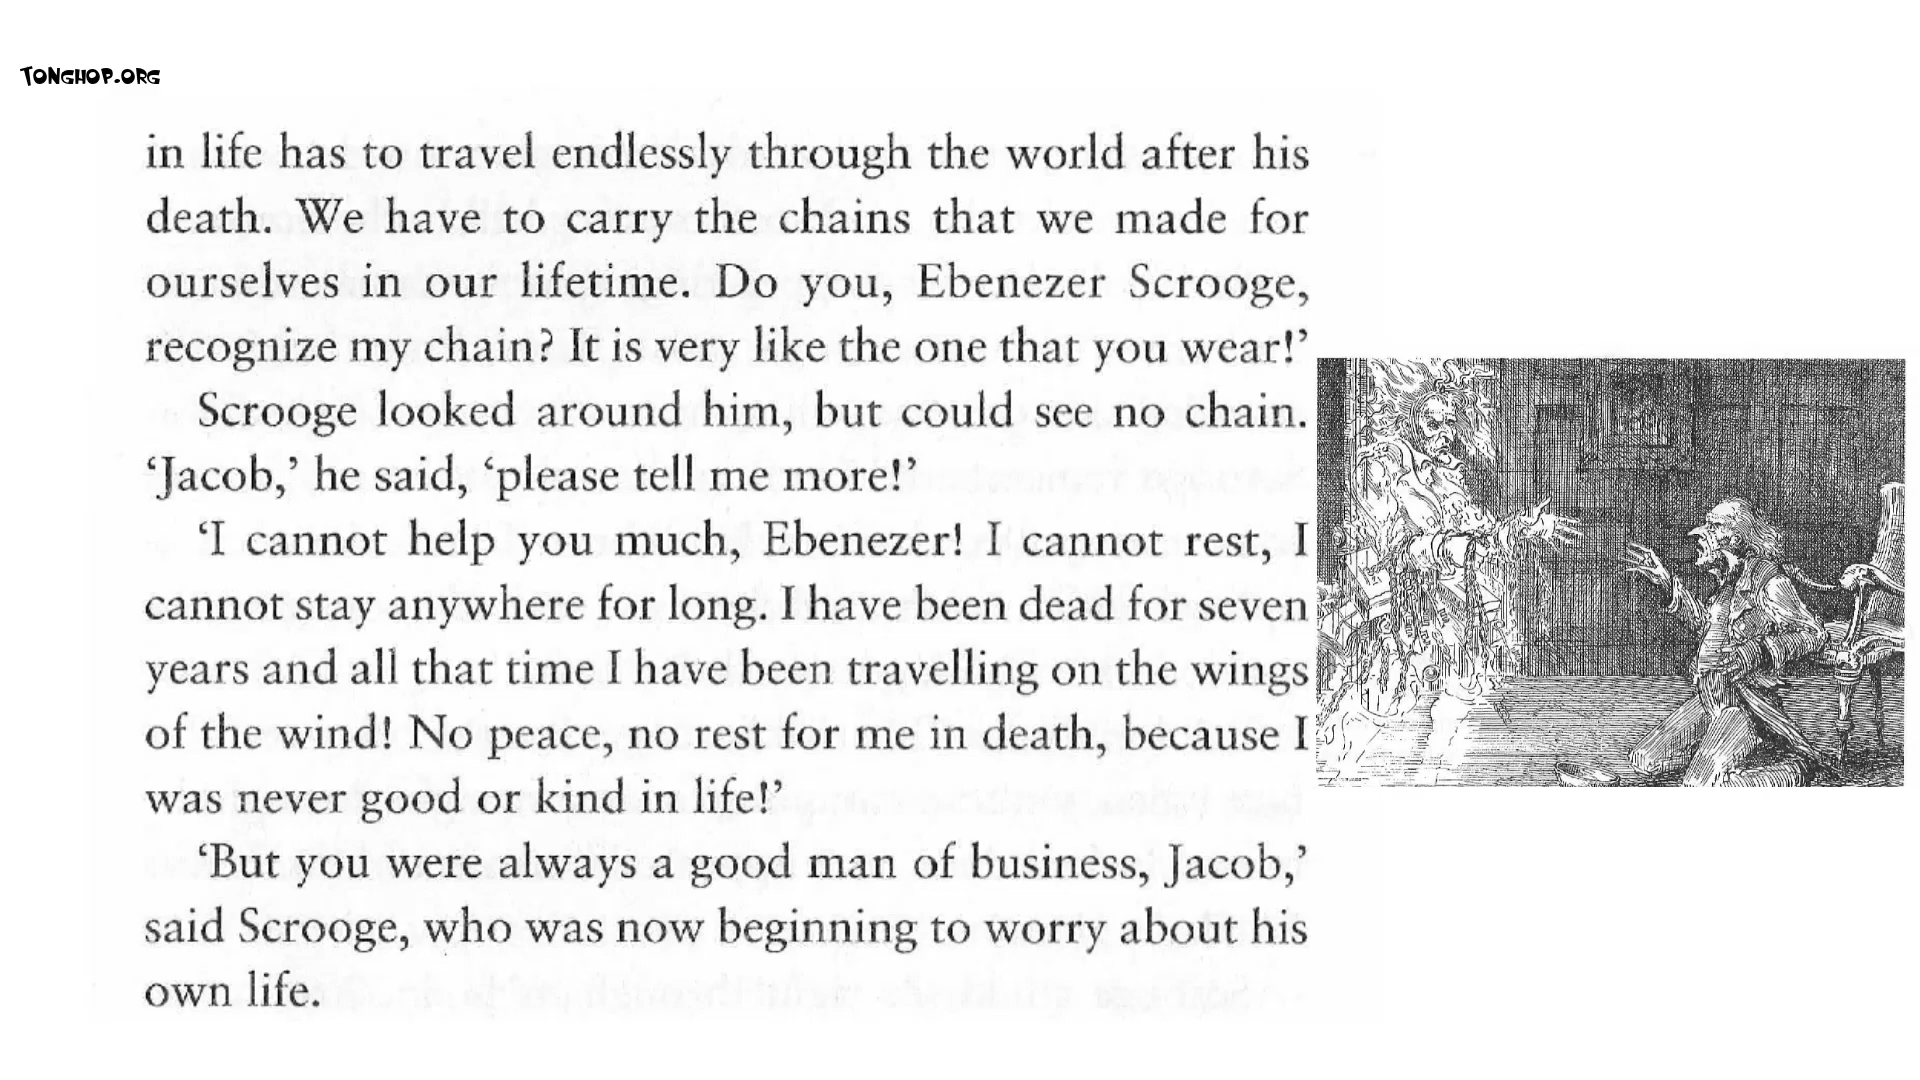 TONGHOP.ORG
in life has to travel endlessly through the world after his
death. We have to carry the chains that we made for
ourselves in our lifetime. Do you, Ebenezer Scrooge,
recognize my chain? It is very like the one that you wear!’
Scrooge looked around him, but could see no chain.
‘Jacob,’ he said, ‘please tell me more!’
‘I cannot help you much, Ebenezer! I cannot rest, I
cannot stay anywhere for long. I have been dead for seven
years and all that time I have been travelling on the wings
of the wind! No peace, no rest for me in death, because I
was never good or kind in life!’
‘But you were always a good man of business, Jacob,’
said Scrooge, who was now beginning to worry about his
own life.